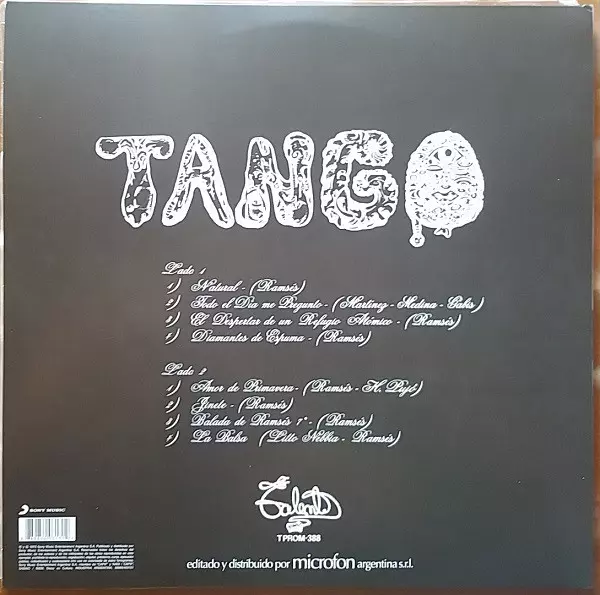 TANGO
Lado 1
1) Natural - (Ramsés)
2) Todo el Día me Pregunto - (Martinez - Medina - Gabis)
3) El Despertar de un Refugio Atómico - (Ramsés)
4) Diamantes de Espuma - (Ramsés)
Lado 2
1) Amor de Primavera - (Ramsés - H. Pujó)
2) Jinete - (Ramsés)
3) Balada de Ramsés 7º - (Ramsés)
4) La Balsa (Litto Nebbia - Ramsés)
Talent
T PROM-388
SONY MUSIC
editado y distribuido por microfon argentina s.r.l.